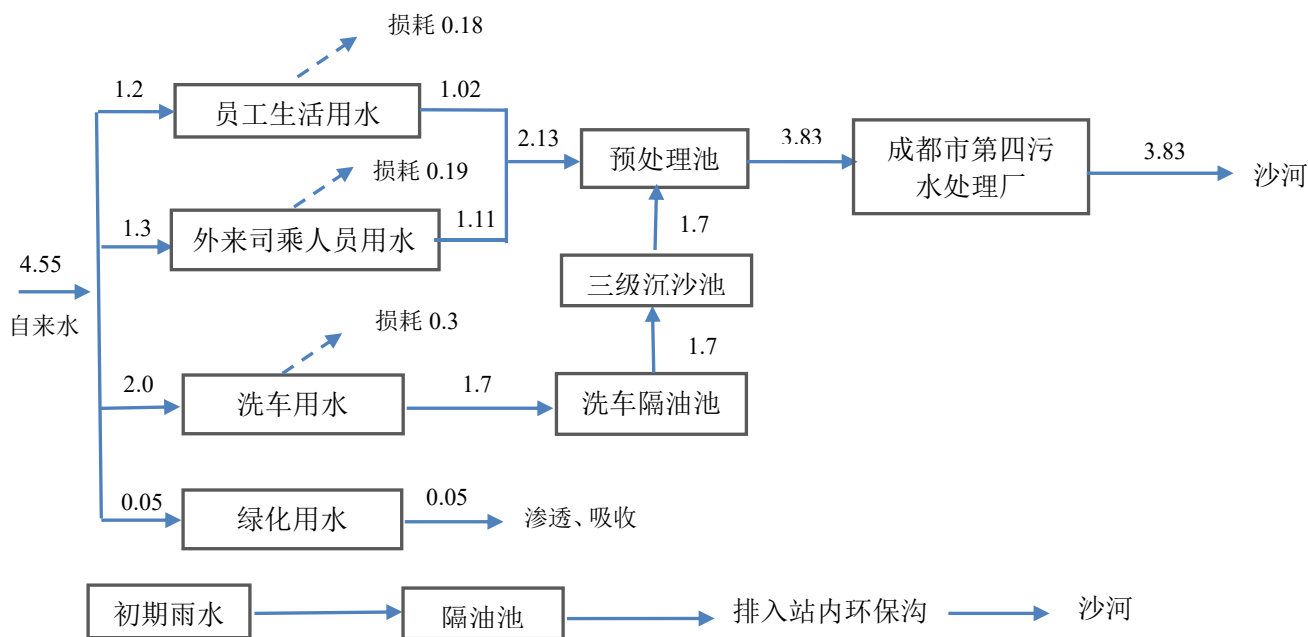 损耗 0.18
1.2
员工生活用水
1.02
2.13
预处理池
3.83
成都市第四污
水处理厂
3.83
沙河
损耗 0.19
1.3
外来司乘人员用水
1.11
1.7
三级沉沙池
4.55
自来水
损耗 0.3
1.7
2.0
洗车用水
1.7
洗车隔油池
0.05
绿化用水
0.05
渗透、吸收
初期雨水
隔油池
排入站内环保沟
沙河